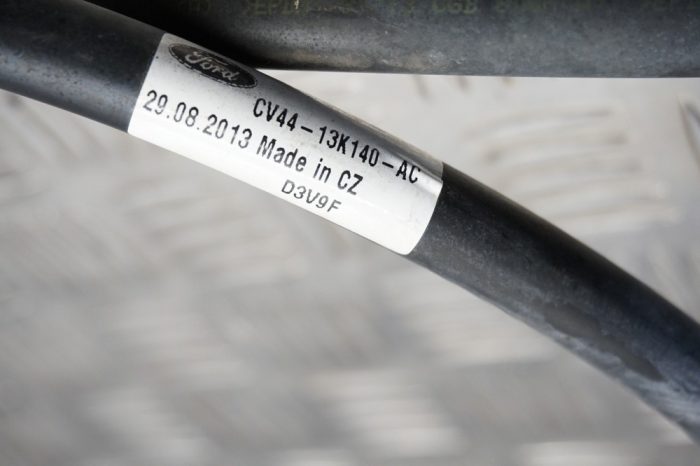 Ford
CV44-13K140-AC
29.08.2013 Made in CZ
D3V9F